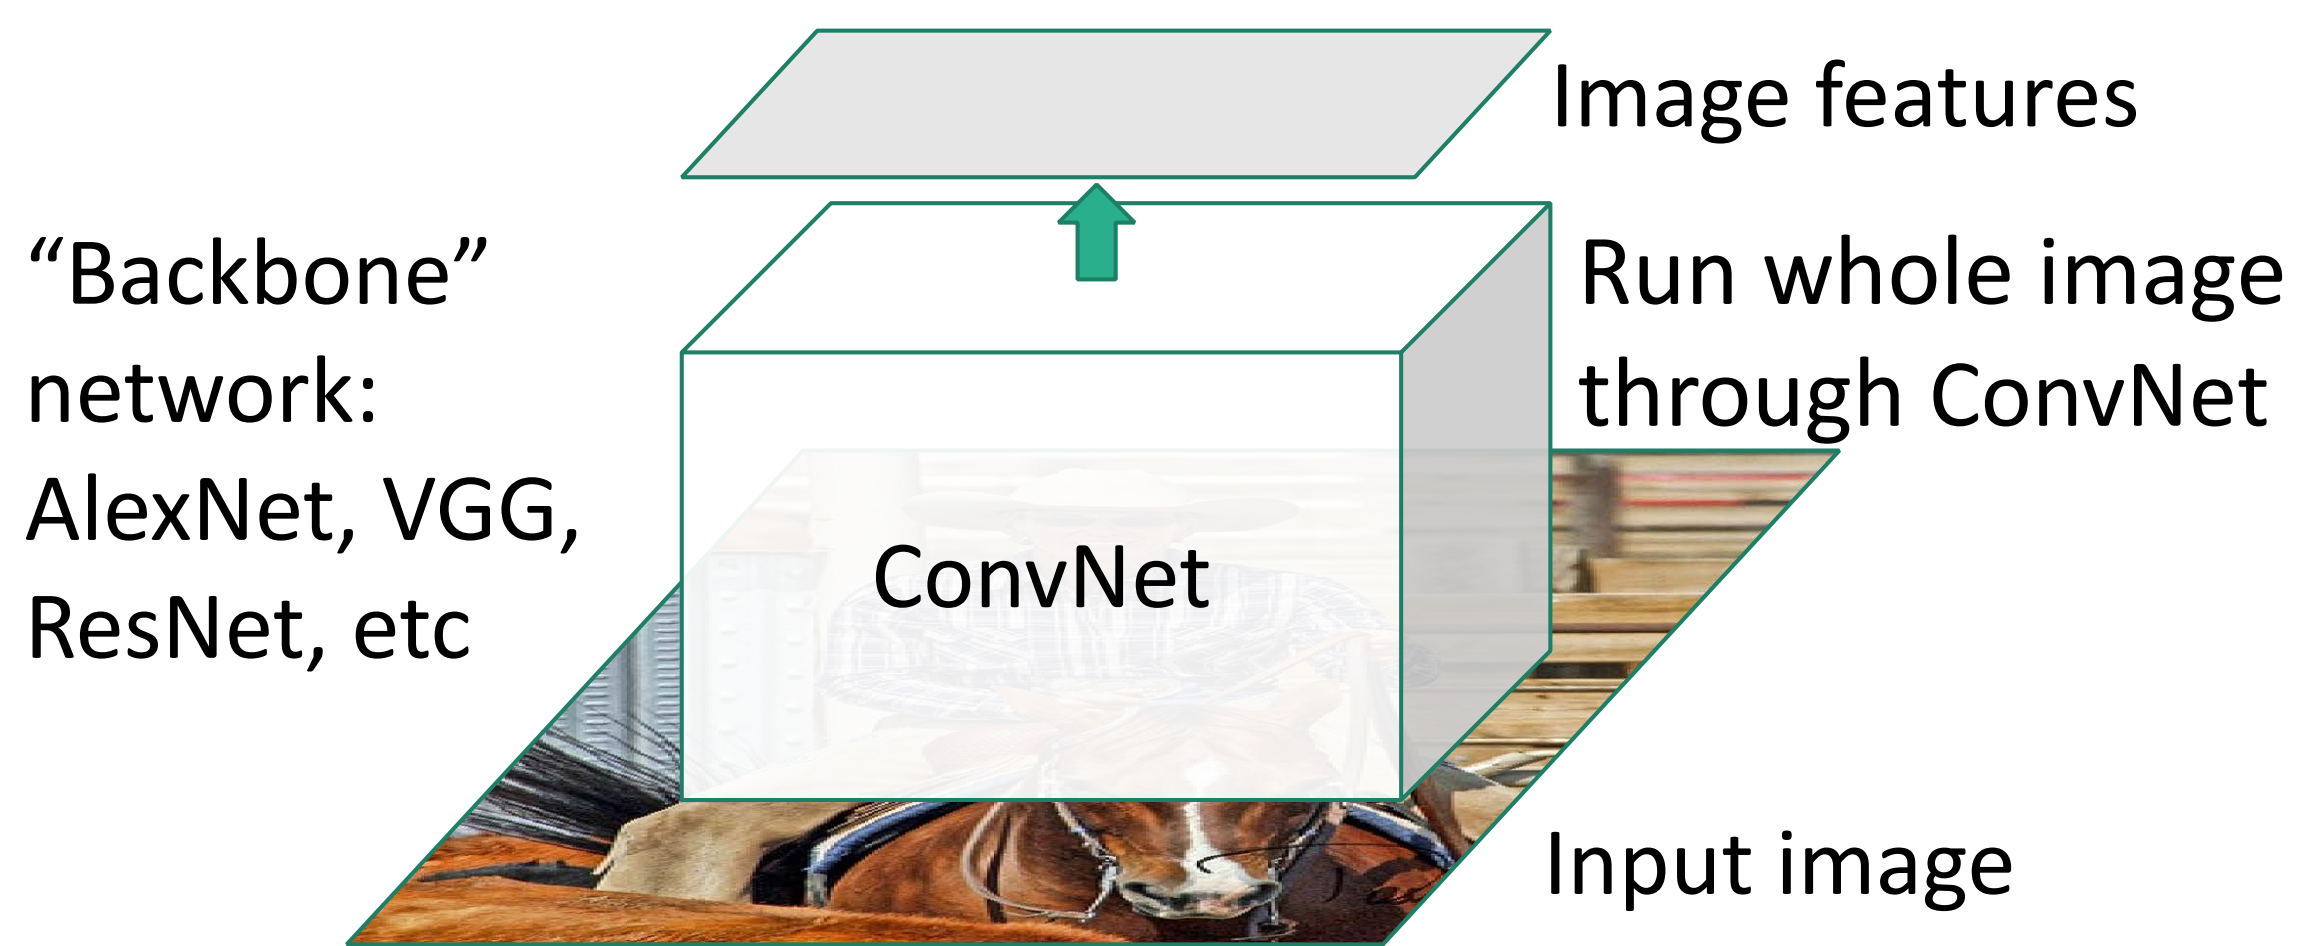 Image features
“Backbone”
network:
AlexNet, VGG,
ResNet, etc
Run whole image
through ConvNet
ConvNet
Input image